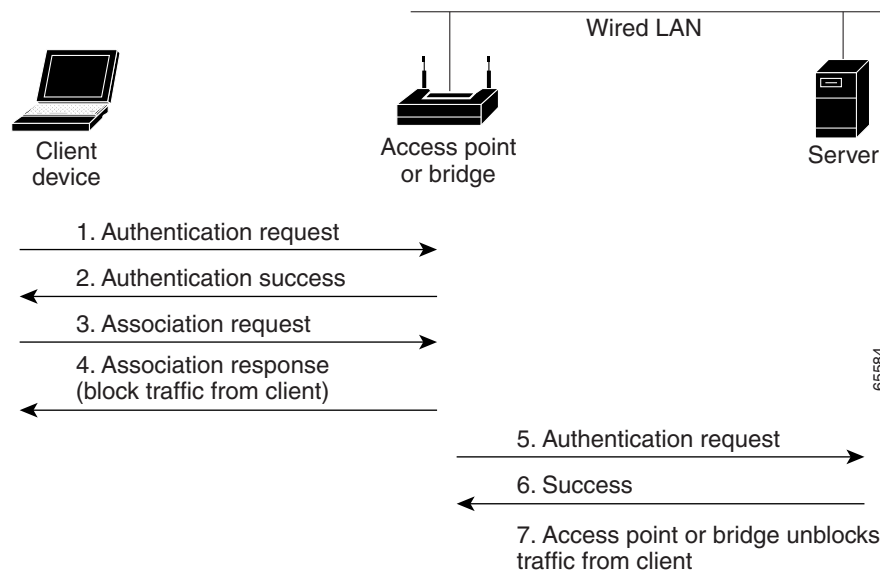 Wired LAN
Client
device
Access point
or bridge
Server
1. Authentication request
2. Authentication success
3. Association request
4. Association response
(block traffic from client)
65584
5. Authentication request
6. Success
7. Access point or bridge unblocks
traffic from client